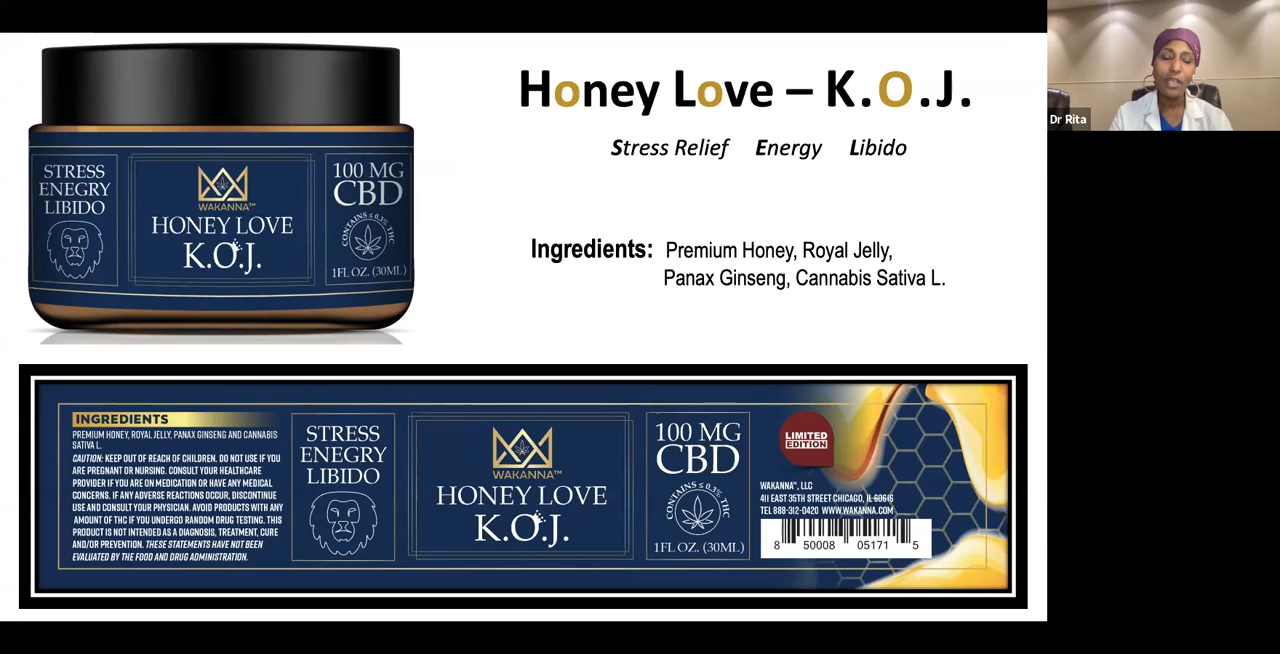 Honey Love – K.O.J.
Stress Relief Energy Libido
Ingredients: Premium Honey, Royal Jelly,
Panax Ginseng, Cannabis Sativa L.
Dr Rita
STRESS
ENEGRY
LIBIDO
WAKANNA™
HONEY LOVE
K.O.J.
100 MG
CBD
CONTAINS ≤ 0.3% THC
1FL OZ. (30ML)
INGREDIENTS
PREMIUM HONEY, ROYAL JELLY, PANAX GINSENG AND CANNABIS
SATIVA L.
CAUTION: KEEP OUT OF REACH OF CHILDREN. DO NOT USE IF YOU
ARE PREGNANT OR NURSING. CONSULT YOUR HEALTHCARE
PROVIDER IF YOU ARE ON MEDICATION OR HAVE ANY MEDICAL
CONCERNS. IF ANY ADVERSE REACTIONS OCCUR, DISCONTINUE
USE AND CONSULT YOUR PHYSICIAN. AVOID PRODUCTS WITH ANY
AMOUNT OF THC IF YOU UNDERGO RANDOM DRUG TESTING. THIS
PRODUCT IS NOT INTENDED AS A DIAGNOSIS, TREATMENT, CURE
AND/OR PREVENTION. THESE STATEMENTS HAVE NOT BEEN
EVALUATED BY THE FOOD AND DRUG ADMINISTRATION.
STRESS
ENEGRY
LIBIDO
WAKANNA™
HONEY LOVE
K.O.J.
100 MG
CBD
CONTAINS ≤ 0.3% THC
1FL OZ. (30ML)
LIMITED
EDITION
WAKANNA™, LLC
411 EAST 35TH STREET CHICAGO, IL 60616
TEL 888-312-0420 WWW.WAKANNA.COM
8 50008 05171 5